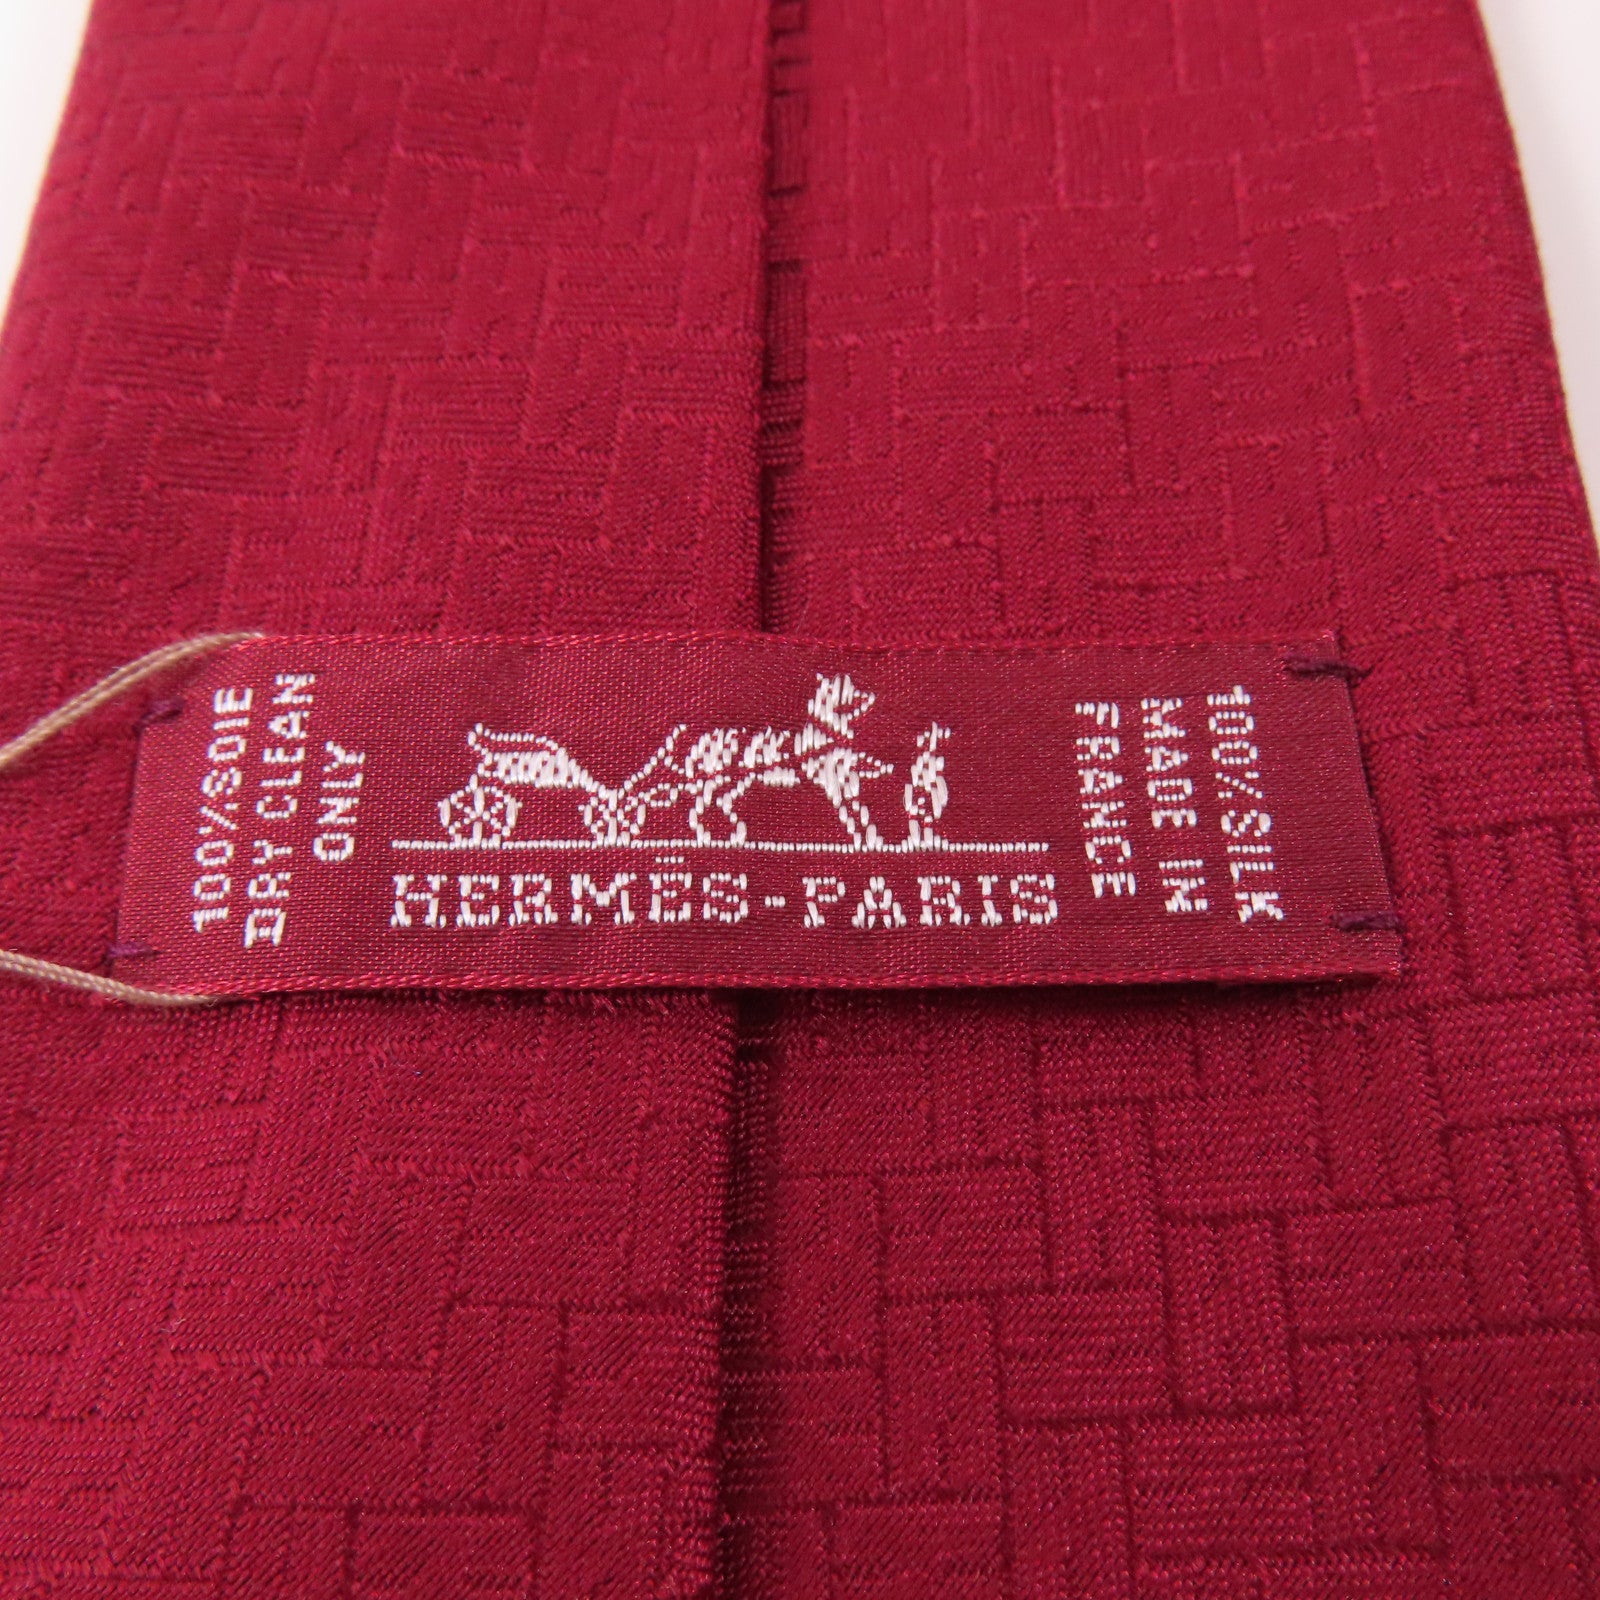 100%SOIE
DRY CLEAN
ONLY
HERMÈS-PARIS
100%SILK
MADE IN
FRANCE